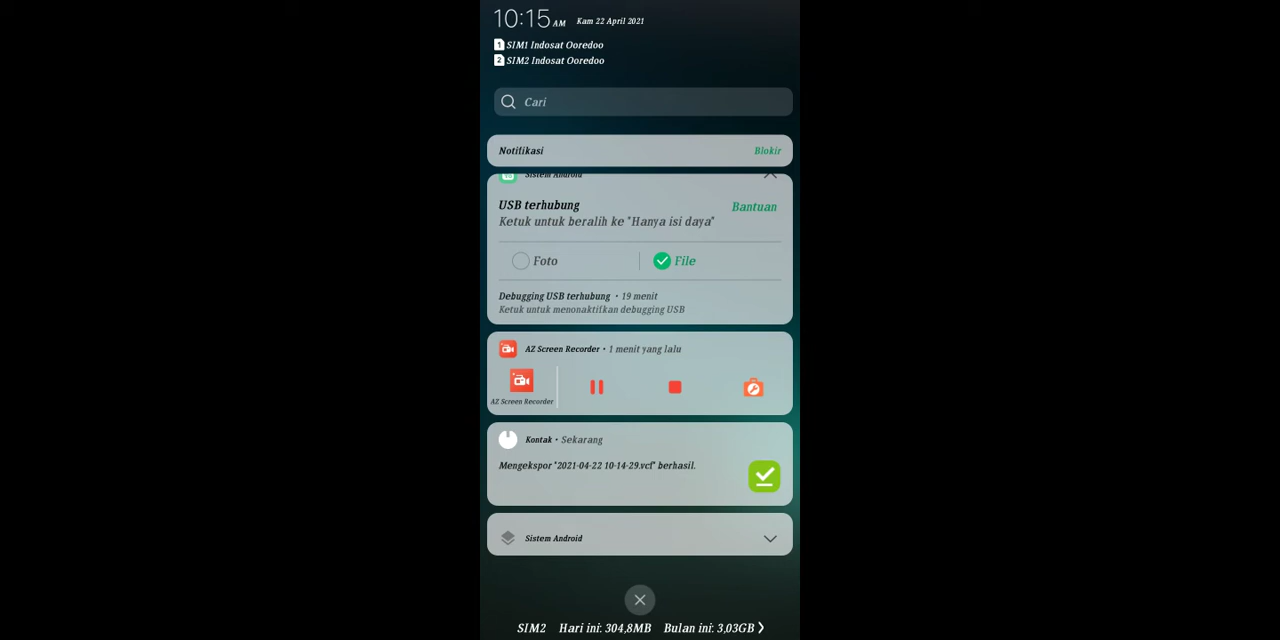 10:15 AM Kam 22 April 2021
1 SIM1 Indosat Ooredoo
2 SIM2 Indosat Ooredoo
Cari
Notifikasi Blokir
Sistem Android
USB terhubung Bantuan
Ketuk untuk beralih ke "Hanya isi daya"
Foto File
Debugging USB terhubung • 19 menit
Ketuk untuk menonaktifkan debugging USB
AZ Screen Recorder • 1 menit yang lalu
AZ Screen Recorder
Kontak • Sekarang
Mengekspor "2021-04-22 10-14-29.vcf" berhasil.
Sistem Android
SIM2 Hari ini: 304,8MB Bulan ini: 3,03GB